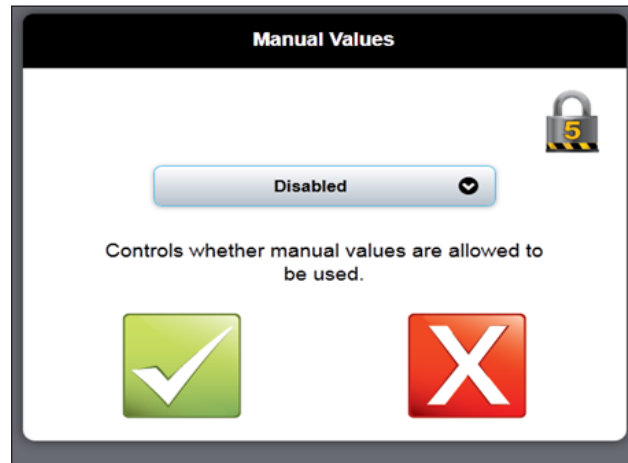 Manual Values
5
Disabled
Controls whether manual values are allowed to
be used.